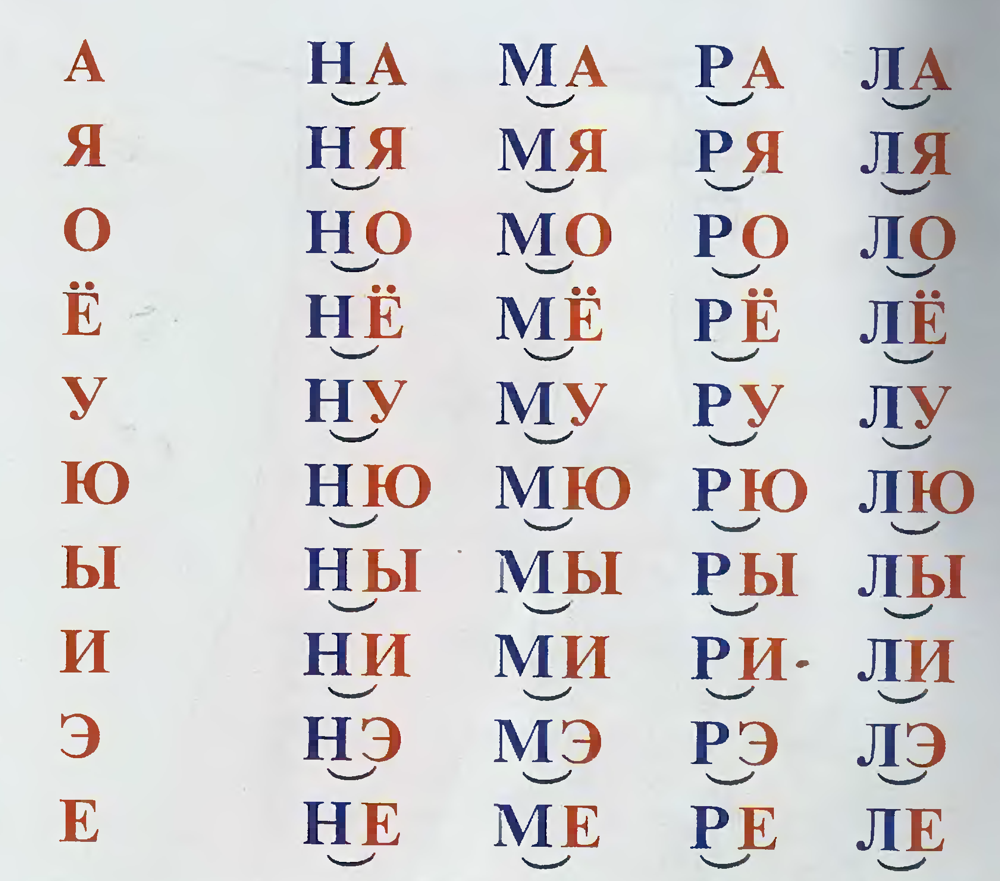 А НА МА РА ЛА
Я НЯ МЯ РЯ ЛЯ
О НО МО РО ЛО
Ё НЁ МЁ РЁ ЛЁ
У НУ МУ РУ ЛУ
Ю НЮ МЮ РЮ ЛЮ
Ы НЫ МЫ РЫ ЛЫ
И НИ МИ РИ ЛИ
Э НЭ МЭ РЭ ЛЭ
Е НЕ МЕ РЕ ЛЕ